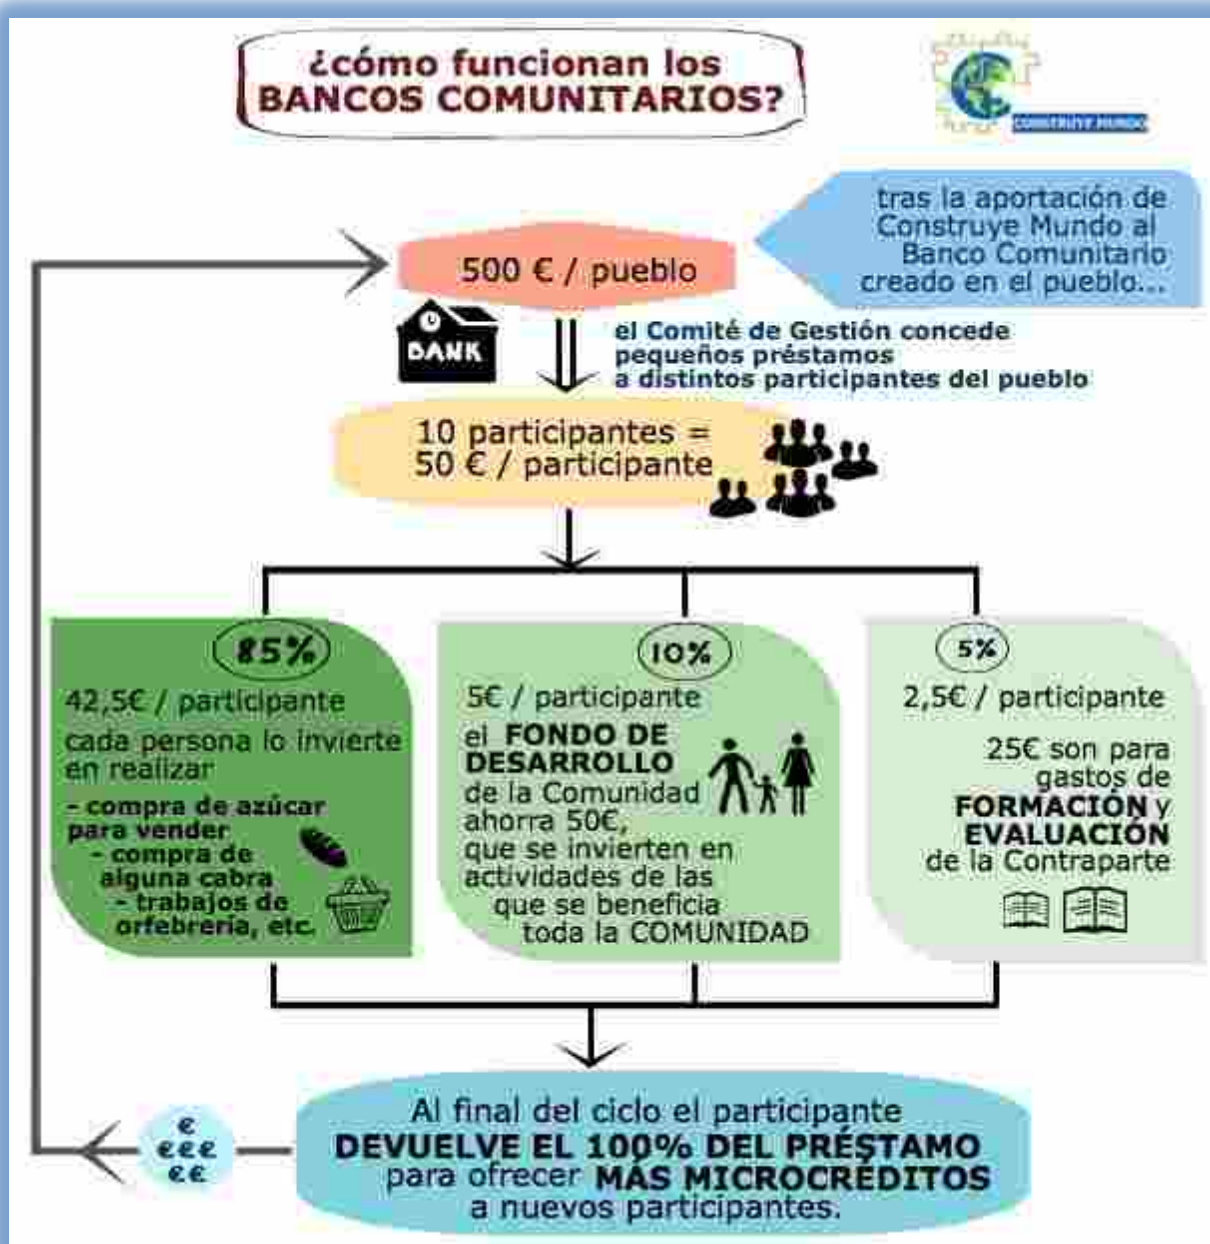 ¿cómo funcionan los
BANCOS COMUNITARIOS?
CONSTRUYE MUNDO
tras la aportación de
Construye Mundo al
Banco Comunitario
creado en el pueblo...
500 € / pueblo
BANK
el Comité de Gestión concede
pequeños préstamos
a distintos participantes del pueblo
10 participantes =
50 € / participante
85%
42,5€ / participante
cada persona lo invierte
en realizar
- compra de azúcar
para vender
- compra de
alguna cabra
- trabajos de
orfebrería, etc.
10%
5€ / participante
el FONDO DE
DESARROLLO
de la Comunidad
ahorra 50€,
que se invierten en
actividades de las
que se beneficia
toda la COMUNIDAD
5%
2,5€ / participante
25€ son para
gastos de
FORMACIÓN y
EVALUACIÓN
de la Contraparte
Al final del ciclo el participante
DEVUELVE EL 100% DEL PRÉSTAMO
para ofrecer MÁS MICROCRÉDITOS
a nuevos participantes.
€
€€€
€€